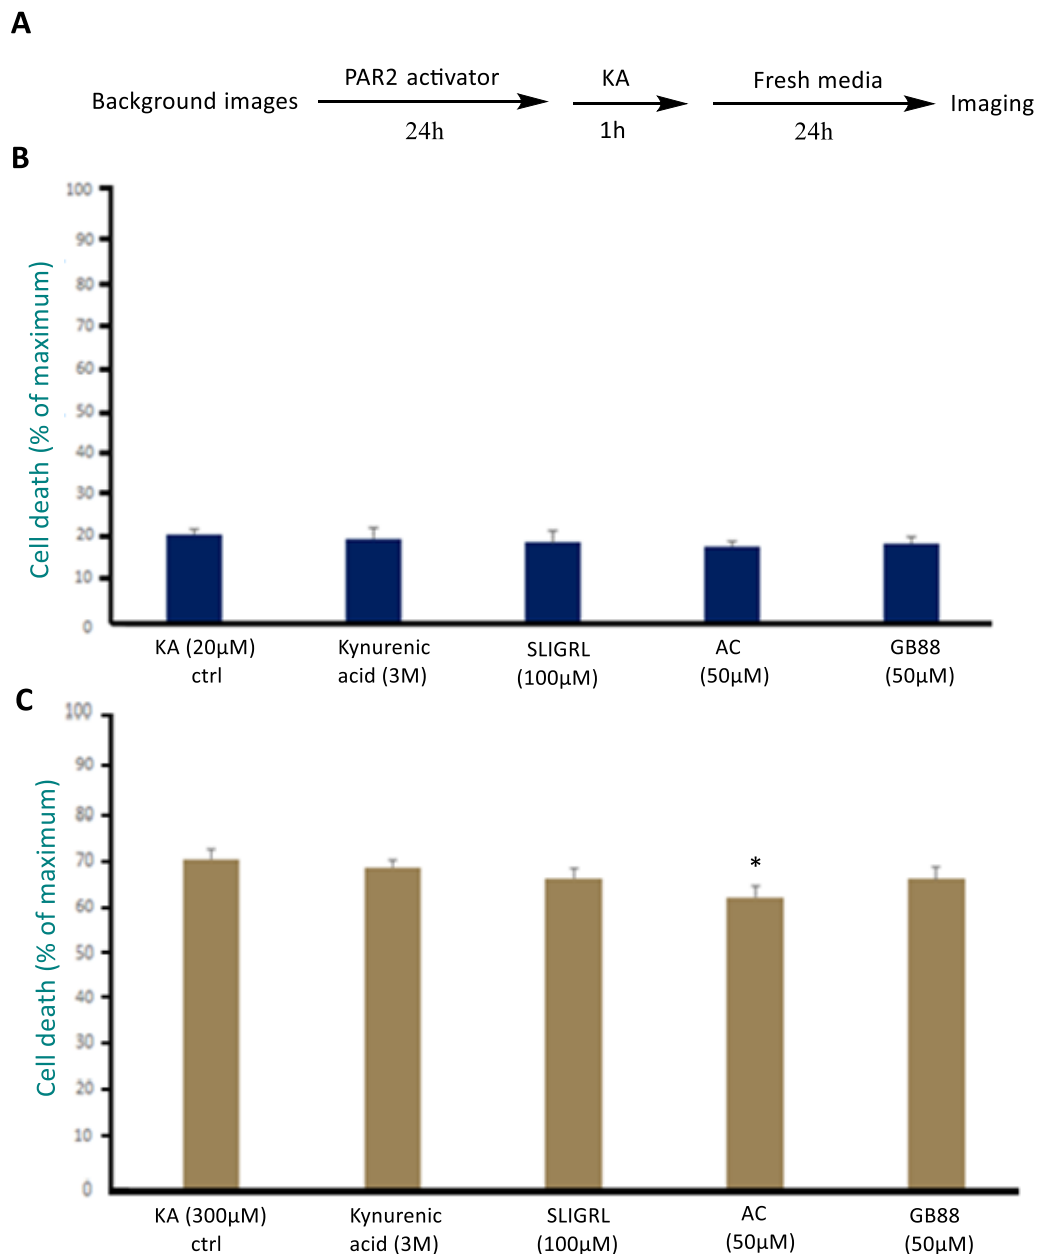 A
Background images
PAR2 activator
24h
KA
1h
Fresh media
24h
Imaging
B
Cell death (% of maximum)
100
90
80
70
60
50
40
30
20
10
0
KA (20µM)
ctrl
Kynurenic
acid (3M)
SLIGRL
(100µM)
AC
(50µM)
GB88
(50µM)
C
Cell death (% of maximum)
100
90
80
70
60
50
40
30
20
10
0
*
KA (300µM)
ctrl
Kynurenic
acid (3M)
SLIGRL
(100µM)
AC
(50µM)
GB88
(50µM)